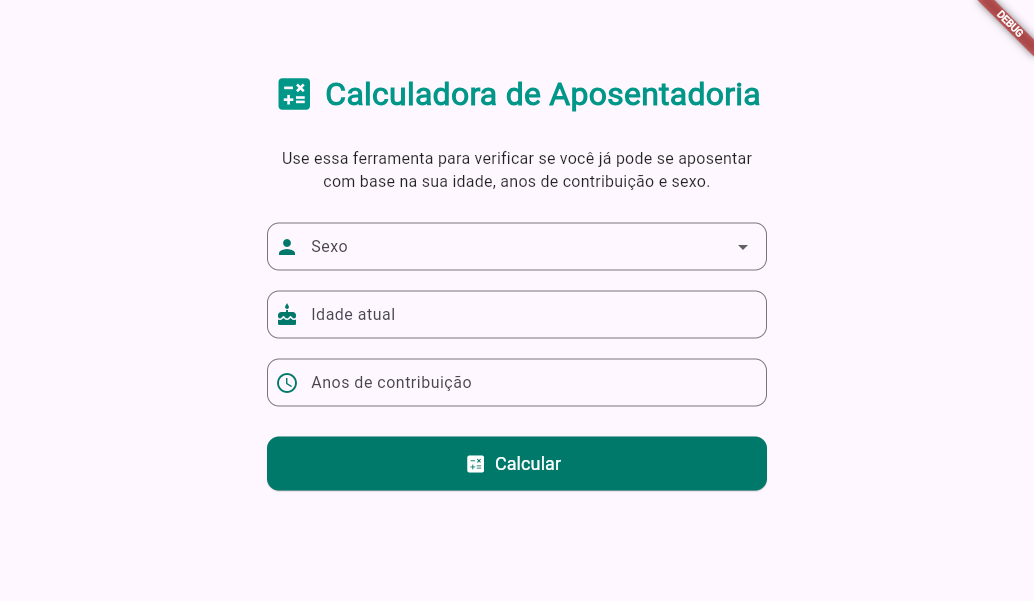 DEBUG
Calculadora de Aposentadoria
Use essa ferramenta para verificar se você já pode se aposentar
com base na sua idade, anos de contribuição e sexo.
Sexo
Idade atual
Anos de contribuição
Calcular